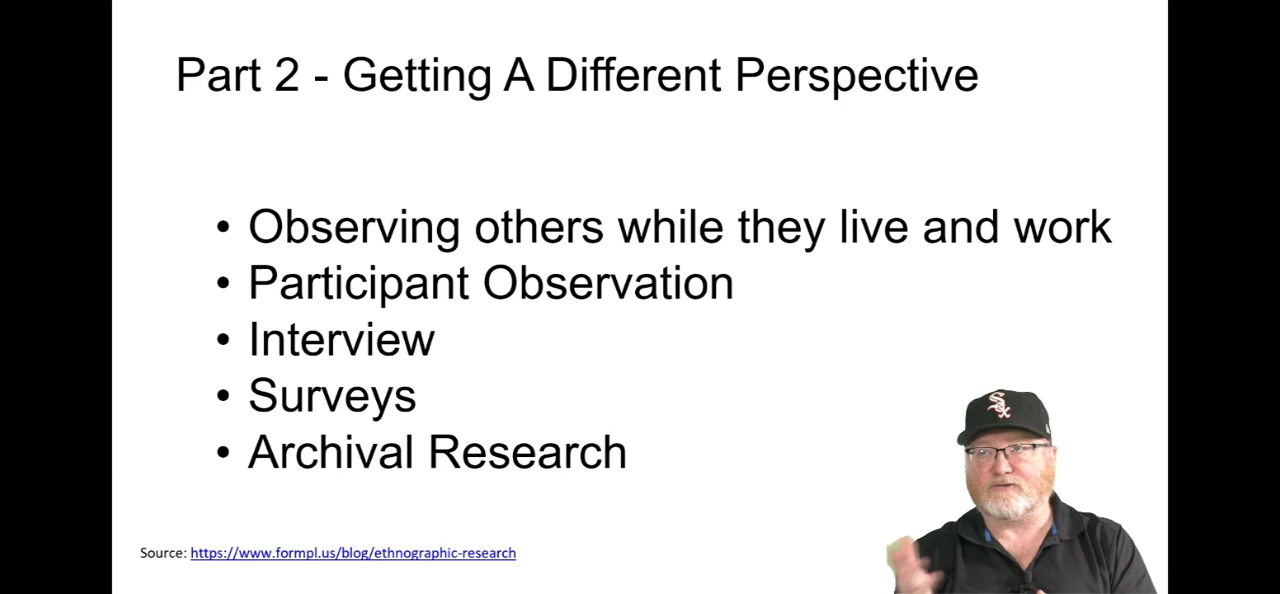 Part 2 - Getting A Different Perspective
• Observing others while they live and work
• Participant Observation
• Interview
• Surveys
• Archival Research
Source: https://www.formpl.us/blog/ethnographic-research
Sox